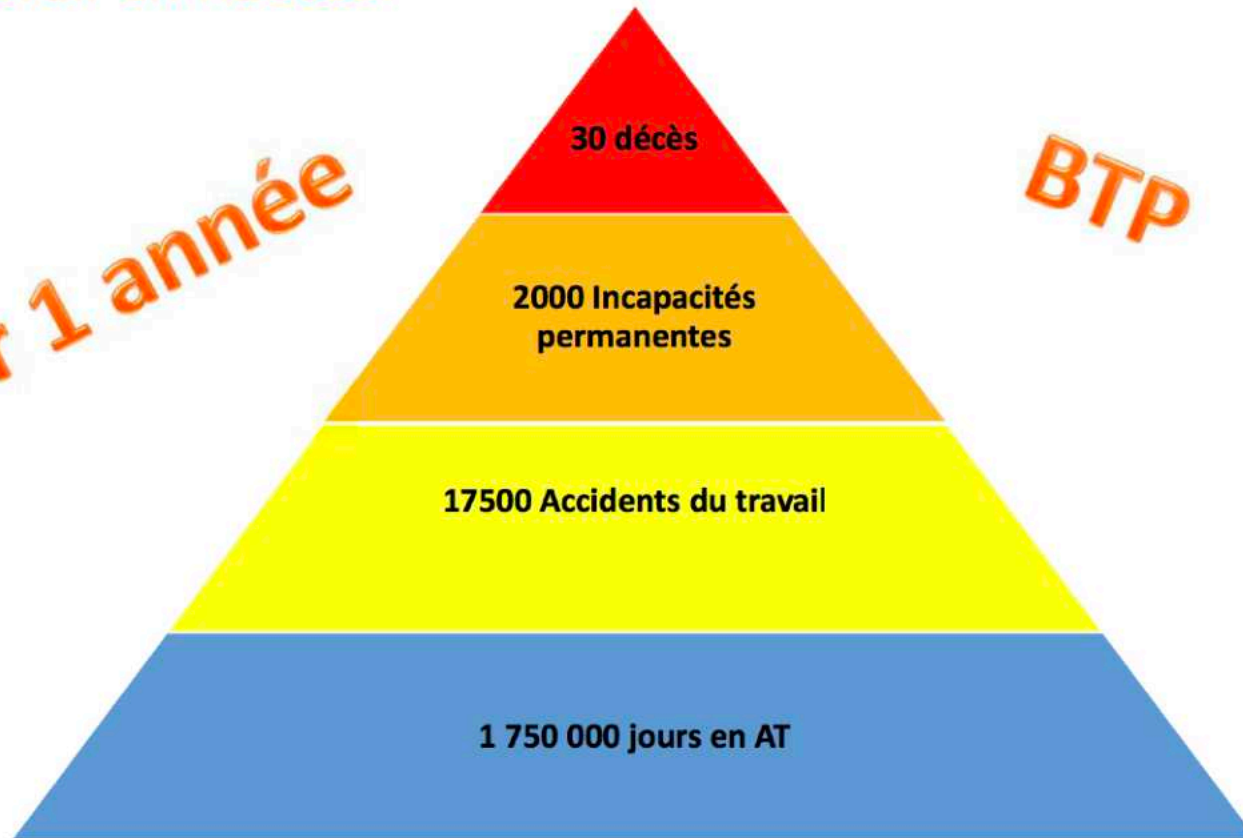 30 décès
1 année
BTP
2000 Incapacités
permanentes
17500 Accidents du travail
1 750 000 jours en AT